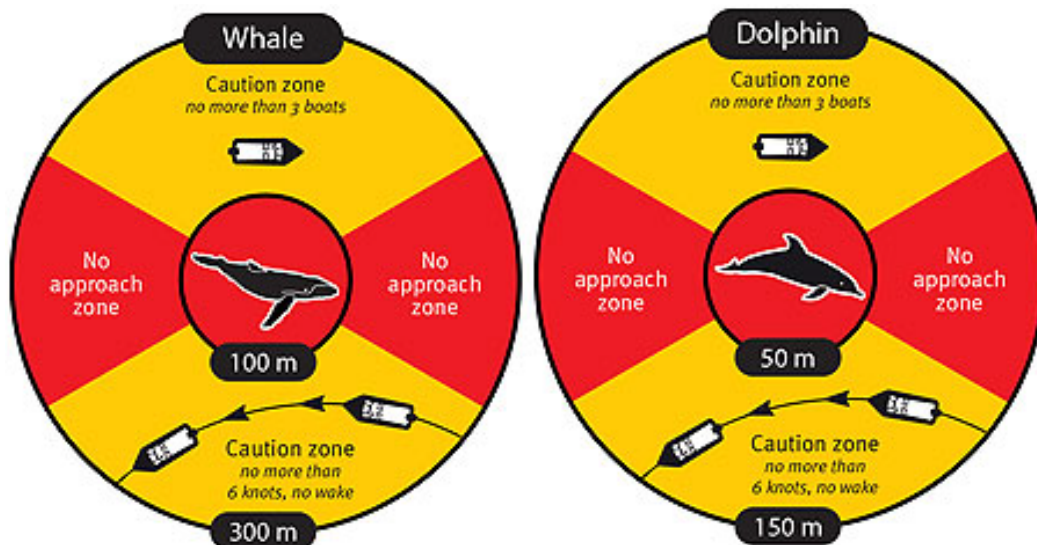 Whale
Caution zone
no more than 3 boats
No
approach
zone
No
approach
zone
100 m
Caution zone
no more than
6 knots, no wake
300 m
Dolphin
Caution zone
no more than 3 boats
No
approach
zone
No
approach
zone
50 m
Caution zone
no more than
6 knots, no wake
150 m